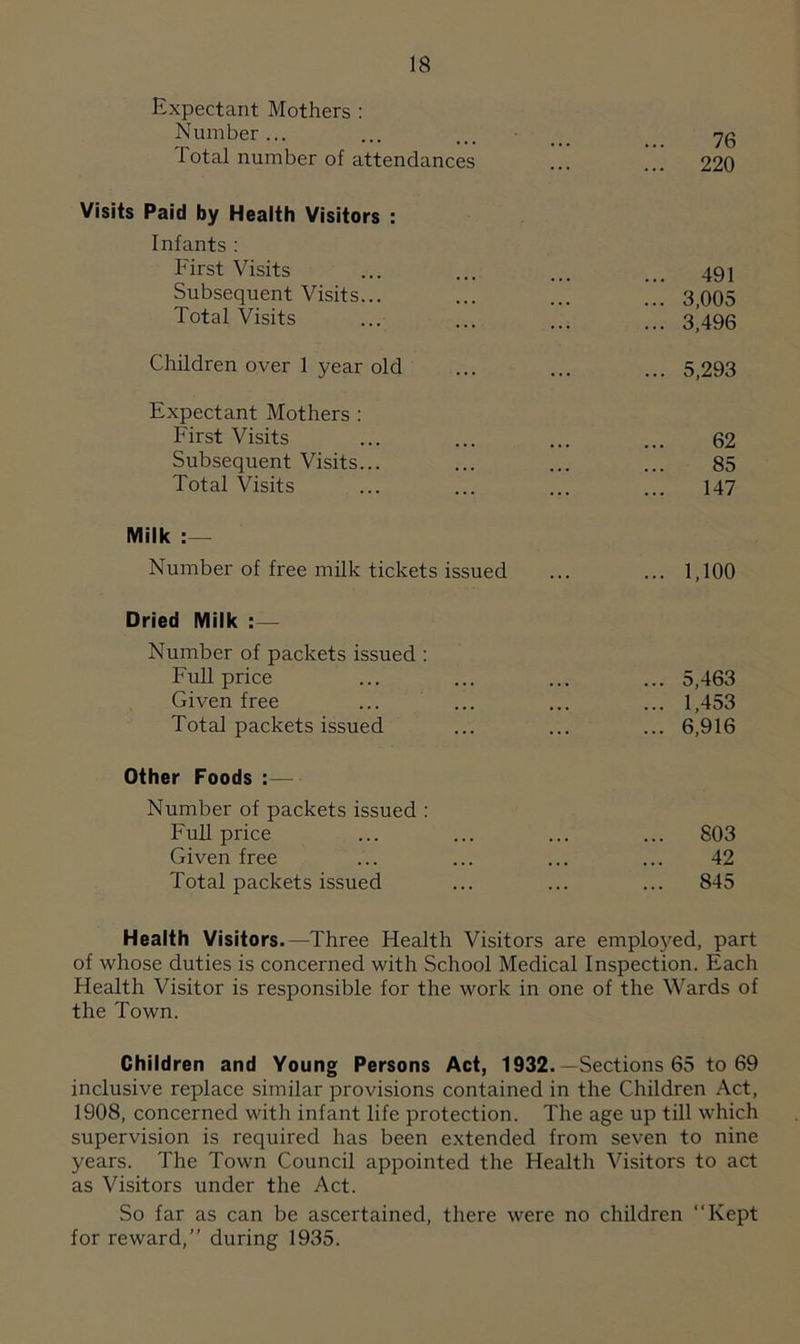 18
Expectant Mothers :
Number ... ... ... ... ... 76
Total number of attendances ... ... 220
Visits Paid by Health Visitors :
Infants :
First Visits ... ... ... ... 491
Subsequent Visits... ... ... ... 3,005
Total Visits ... ... ... ... 3,496
Children over 1 year old ... ... ... 5,293
Expectant Mothers :
First Visits ... ... ... ... 62
Subsequent Visits... ... ... ... 85
Total Visits ... ... ... ... 147
Milk :—
Number of free milk tickets issued ... ... 1,100
Dried Milk :—
Number of packets issued :
Full price ... ... ... ... 5,463
Given free ... ... ... ... 1,453
Total packets issued ... ... ... 6,916
Other Foods :—
Number of packets issued :
Full price ... ... ... ... 803
Given free ... ... ... ... 42
Total packets issued ... ... ... 845
Health Visitors.—Three Health Visitors are employed, part
of whose duties is concerned with School Medical Inspection. Each
Health Visitor is responsible for the work in one of the Wards of
the Town.
Children and Young Persons Act, 1932.—Sections 65 to 69
inclusive replace similar provisions contained in the Children Act,
1908, concerned with infant life protection. The age up till which
supervision is required has been extended from seven to nine
years. The Town Council appointed the Health Visitors to act
as Visitors under the Act.
So far as can be ascertained, there were no children "Kept
for reward," during 1935.